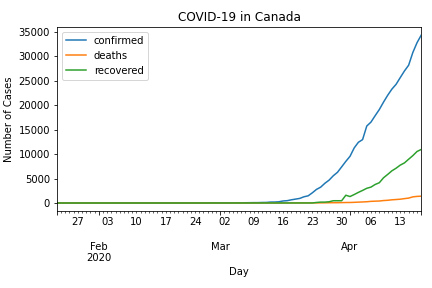 COVID-19 in Canada
confirmed
deaths
recovered
Number of Cases
35000
30000
25000
20000
15000
10000
5000
0
27 03 10 17 24 02 09 16 23 30 06 13
Feb Mar Apr
2020
Day